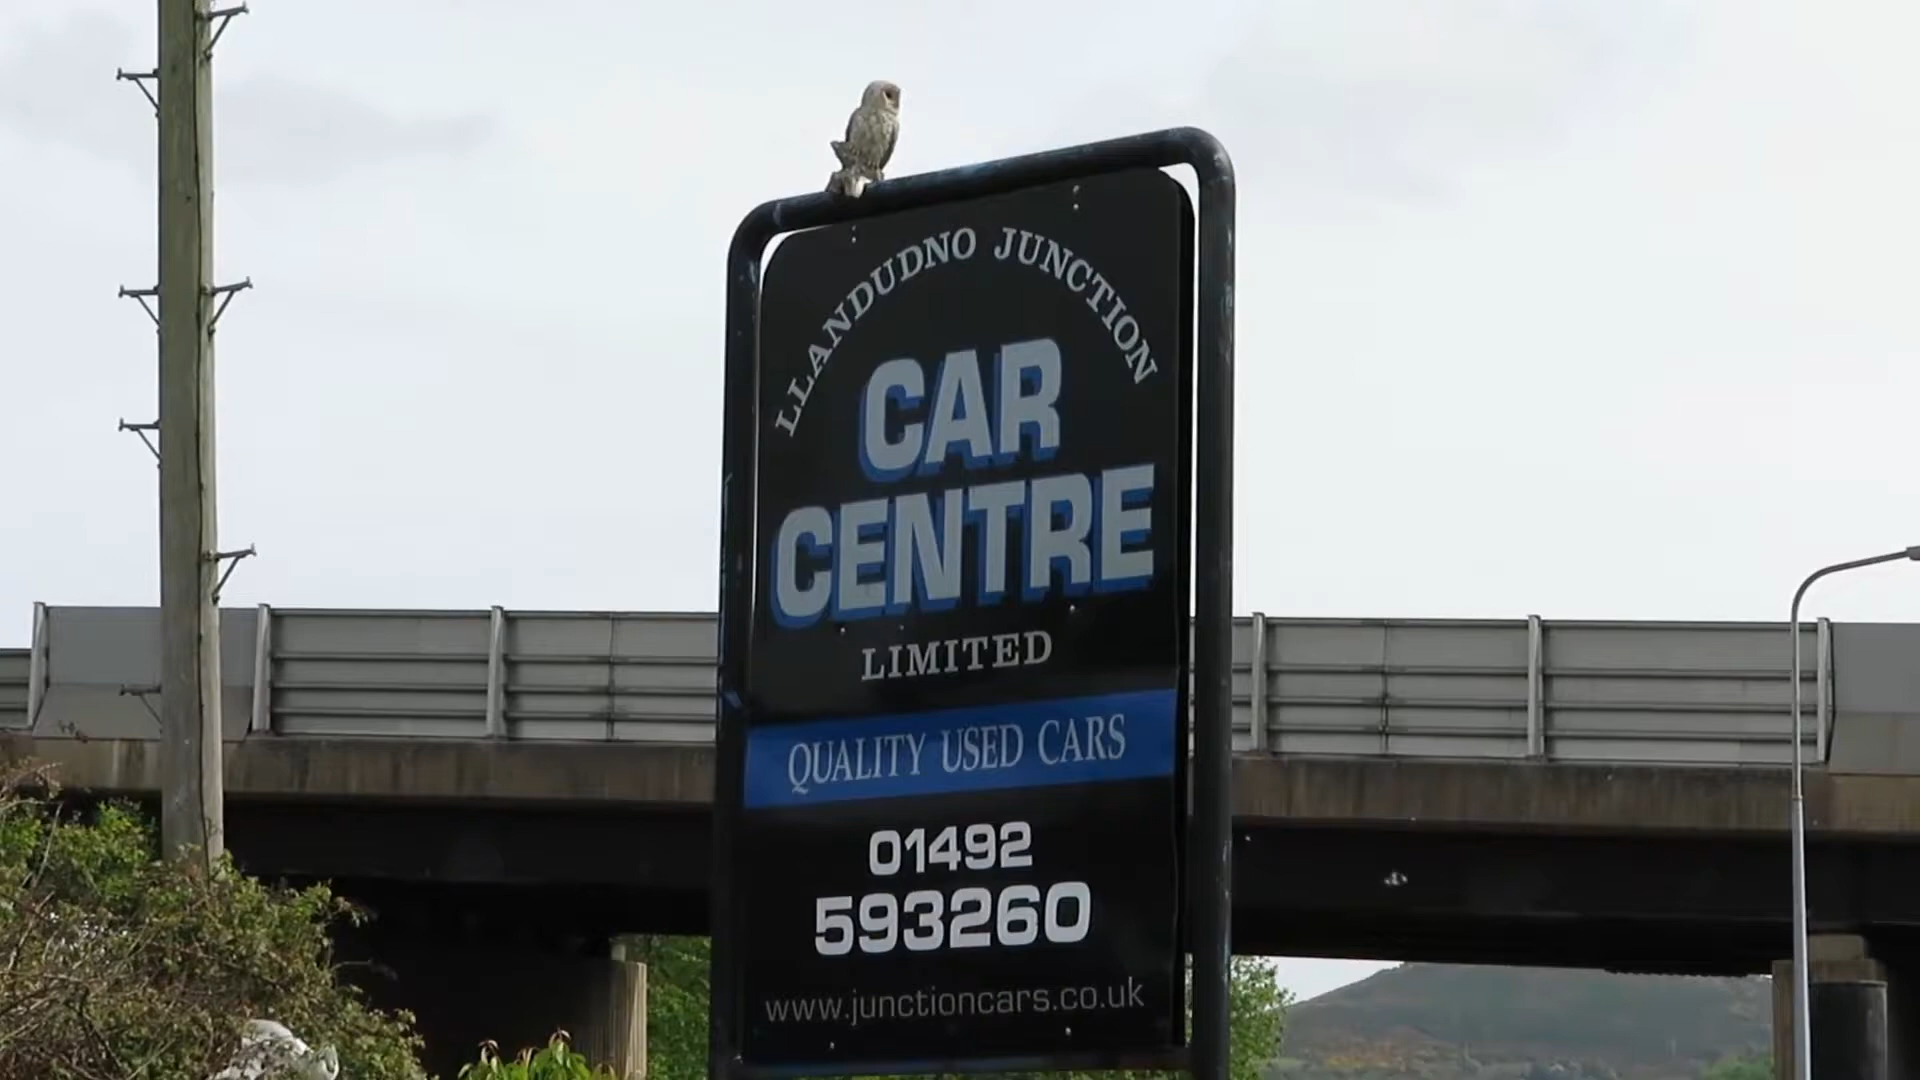 LLANDUDNO JUNCTION
CAR
CENTRE
LIMITED
QUALITY USED CARS
01492
593260
www.junctioncars.co.uk